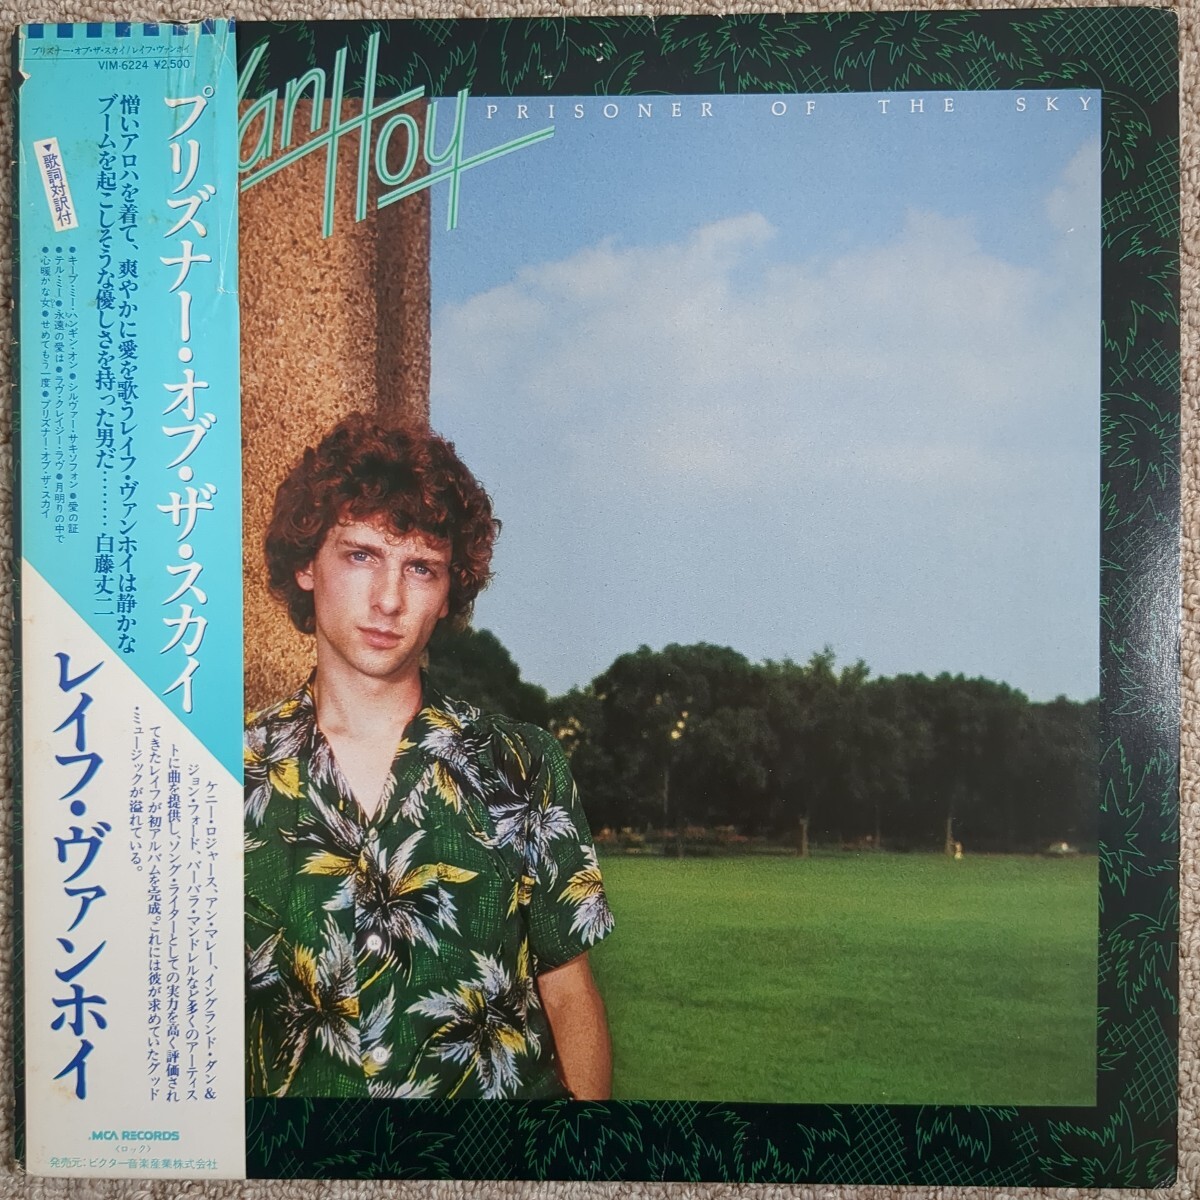 プリズナー・オブ・ザ・スカイ/レイフ・ヴァンホイ
VIM-6224 ¥2,500
プリズナー・オブ・ザ・スカイ
憎いアロハを着て、爽やかに愛を歌うレイフ・ヴァンホイは静かな
ブームを起こしそうな優しさを持った男だ………白藤丈二
▼歌詞対訳付
●キープ・ミー・ハンギン・オン●シルヴァー・サキソフォン●愛の証
●テル・ミー●永遠の愛は●ラヴ・クレイジー・ラヴ●月明りの中で
●心暖かな女●せめてもう一度●プリズナー・オブ・ザ・スカイ
レイフ・ヴァンホイ
ケニー・ロジャース、アン・マレー、イングランド・ダン&
ジョン・フォード、バーバラ・マンドレルなど多くのアーティス
トに曲を提供し、ソング・ライターとしての実力を高く評価され
てきたレイフが初アルバムを完成。これには彼が求めていたグッド
・ミュージックが溢れている。
MCA RECORDS
〈ロック〉
発売元:ビクター音楽産業株式会社
VanHoy
PRISONER OF THE SKY